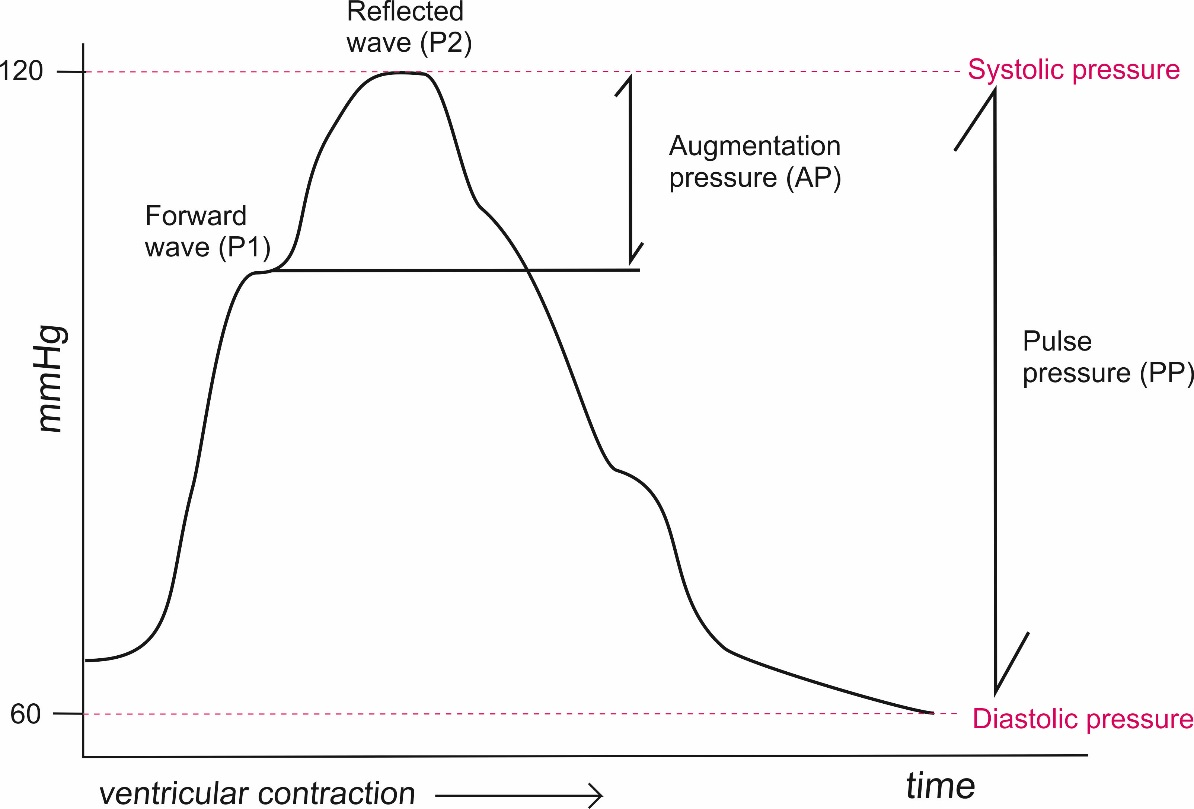 Reflected
wave (P2)
120
Systolic pressure
Augmentation
pressure (AP)
Forward
wave (P1)
mmHg
Pulse
pressure (PP)
60
Diastolic pressure
ventricular contraction
time